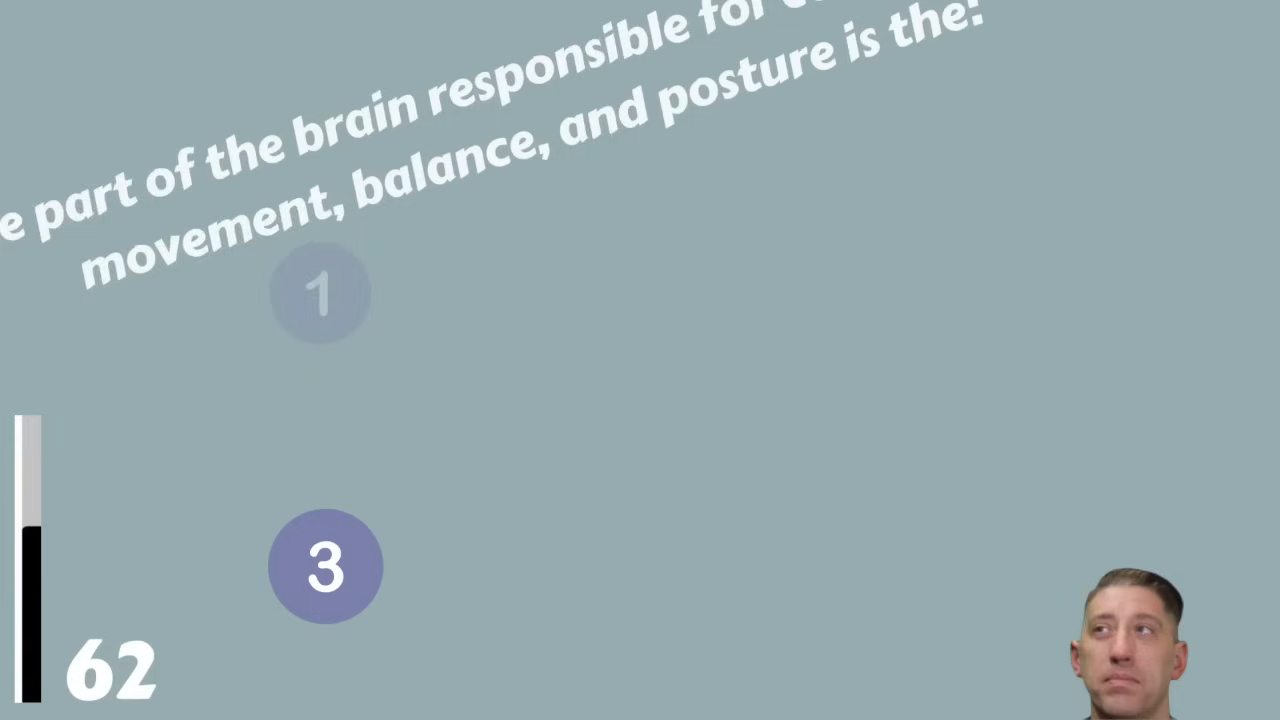 e part of the brain responsible for
movement, balance, and posture is the:
1
3
62